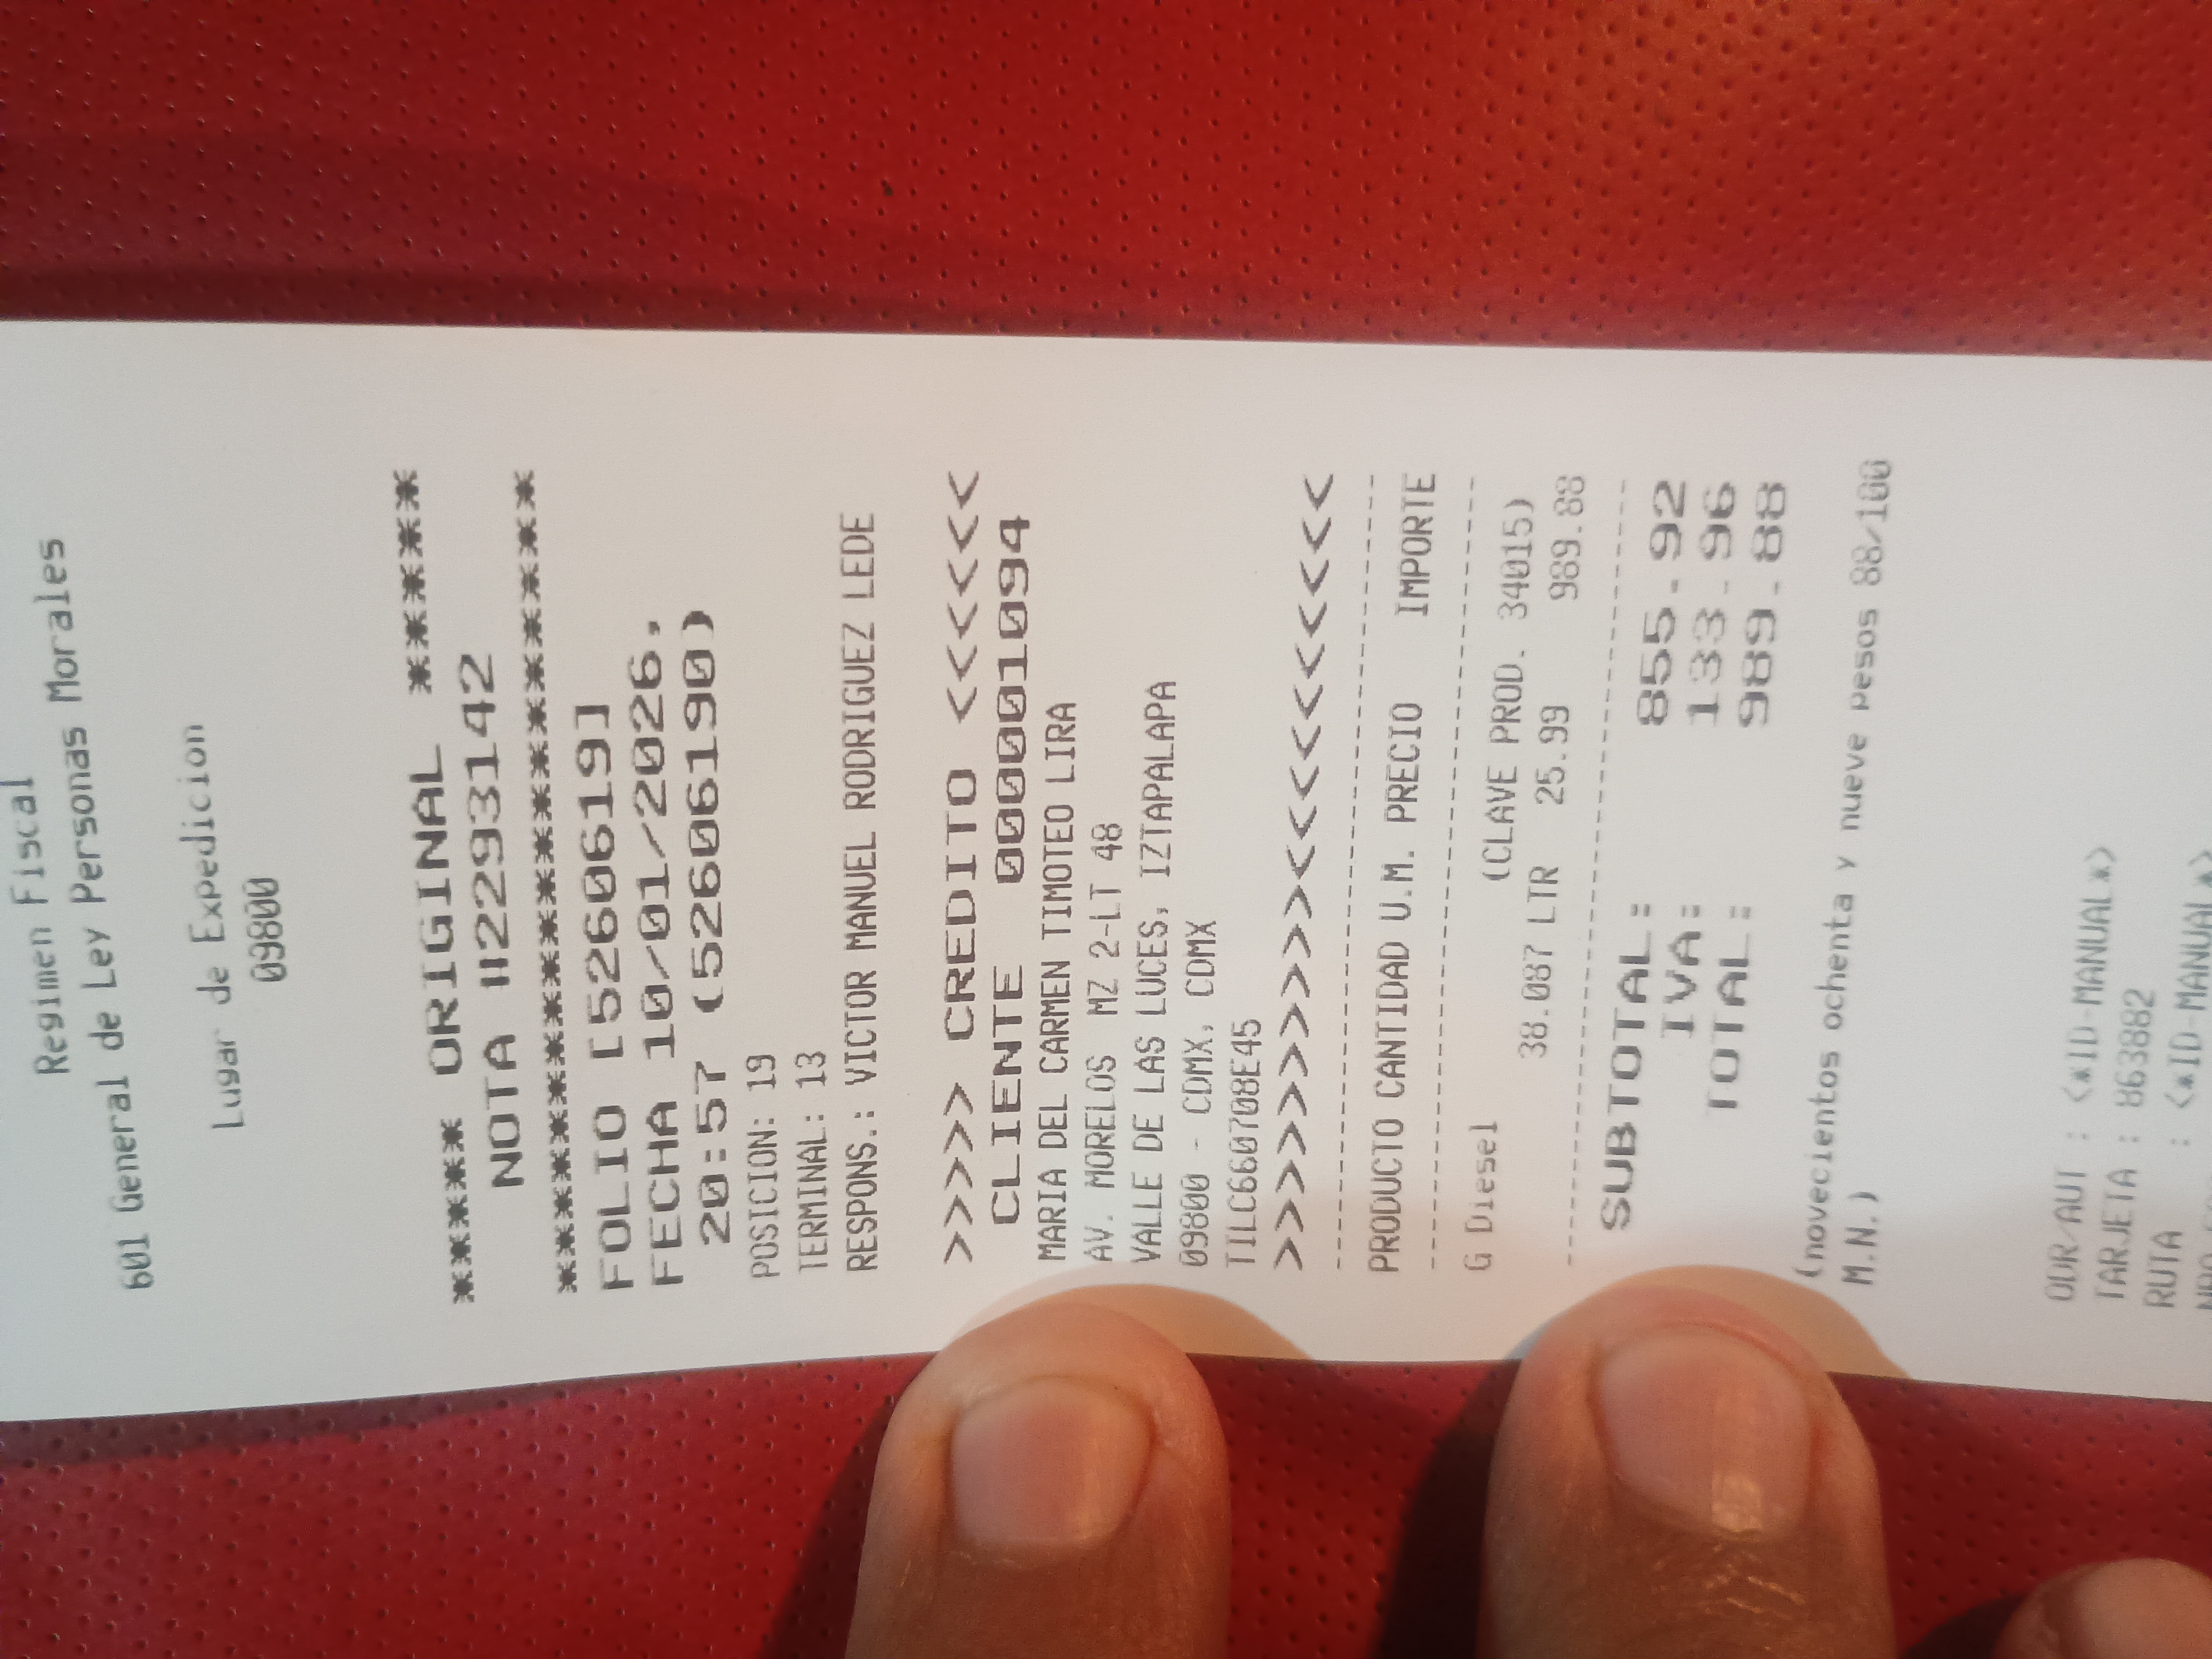 Regimen Fiscal
601 General de Ley Personas Morales
Lugar de Expedicion
09800
***** ORIGINAL *****
NOTA H2293142
********************
FOLIO [5260619]
FECHA 10/01/2026,
20:57 (52606190)
POSICION: 19
TERMINAL: 13
RESPONS.: VICTOR MANUEL RODRIGUEZ LEDE
>>>>> CREDITO <<<<<<
CLIENTE 0000001094
MARIA DEL CARMEN TIMOTEO LIRA
AV. MORELOS MZ 2-LT 48
VALLE DE LAS LUCES, IZTAPALAPA
09800 - CDMX, CDMX
TILC660708E45
>>>>>>>>>><<<<<<<<<<
PRODUCTO CANTIDAD U.M. PRECIO IMPORTE
G Diesel (CLAVE PROD. 34015)
38.087 LTR 25.99 989.88
SUBTOTAL: 855.92
IVA: 133.96
TOTAL: 989.88
(novecientos ochenta y nueve pesos 88/100
M.N.)
ODR/AUT : <*ID-MANUAL*>
TARJETA : 863882
RUTA : <*ID-MANUAL*>